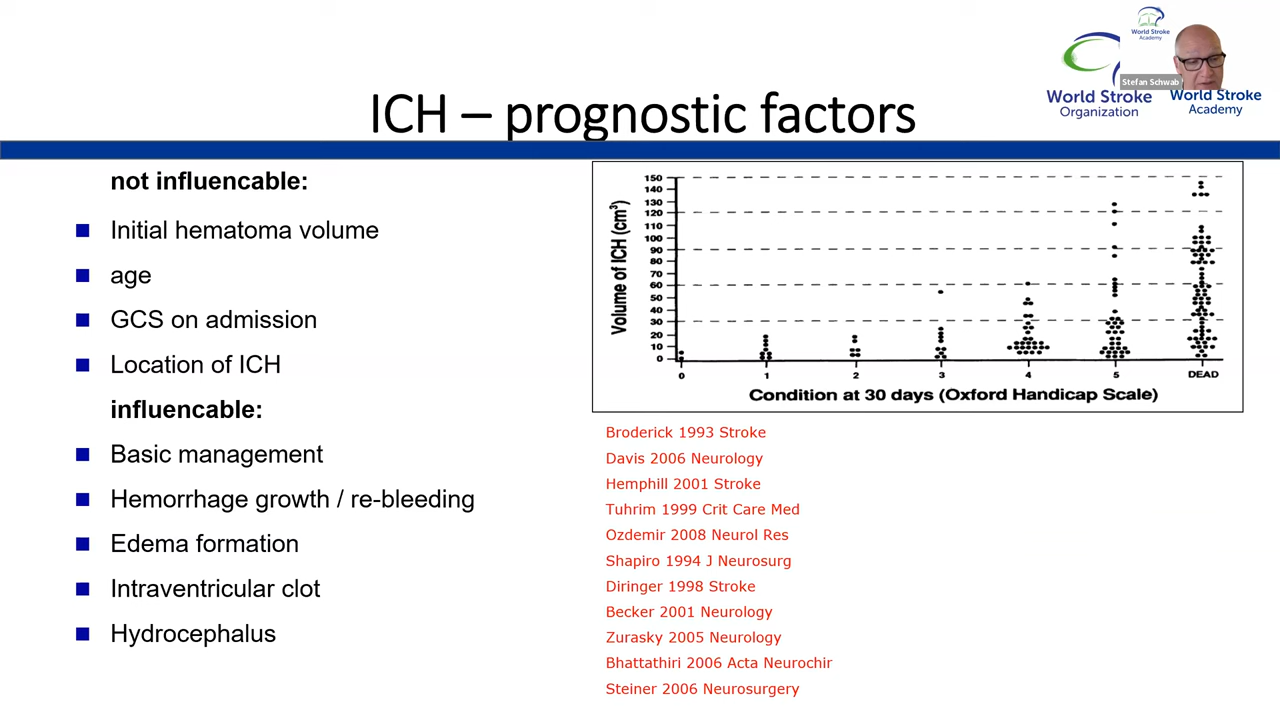 World Stroke
Academy
Stefan Schwab
World Stroke
Organization
World Stroke
Academy
ICH – prognostic factors
not influencable:
Initial hematoma volume
age
GCS on admission
Location of ICH
influencable:
Basic management
Hemorrhage growth / re-bleeding
Edema formation
Intraventricular clot
Hydrocephalus
Volume of ICH (cm³)
150
140
130
120
110
100
90
80
70
60
50
40
30
20
10
0
0 1 2 3 4 5 DEAD
Condition at 30 days (Oxford Handicap Scale)
Broderick 1993 Stroke
Davis 2006 Neurology
Hemphill 2001 Stroke
Tuhrim 1999 Crit Care Med
Ozdemir 2008 Neurol Res
Shapiro 1994 J Neurosurg
Diringer 1998 Stroke
Becker 2001 Neurology
Zurasky 2005 Neurology
Bhattathiri 2006 Acta Neurochir
Steiner 2006 Neurosurgery